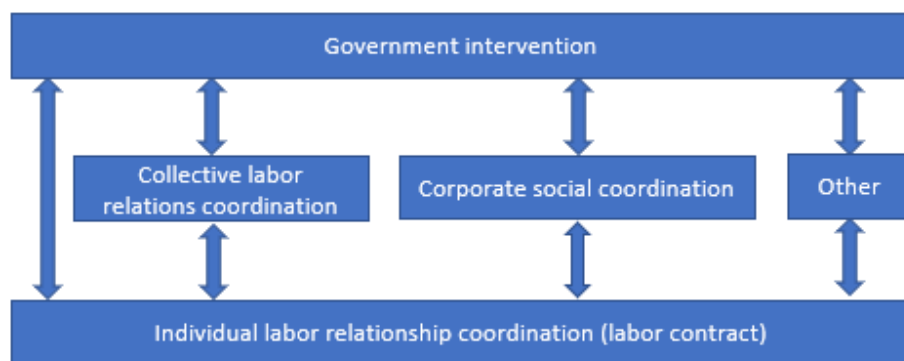 Government intervention
Collective labor
relations coordination
Corporate social coordination
Other
Individual labor relationship coordination (labor contract)